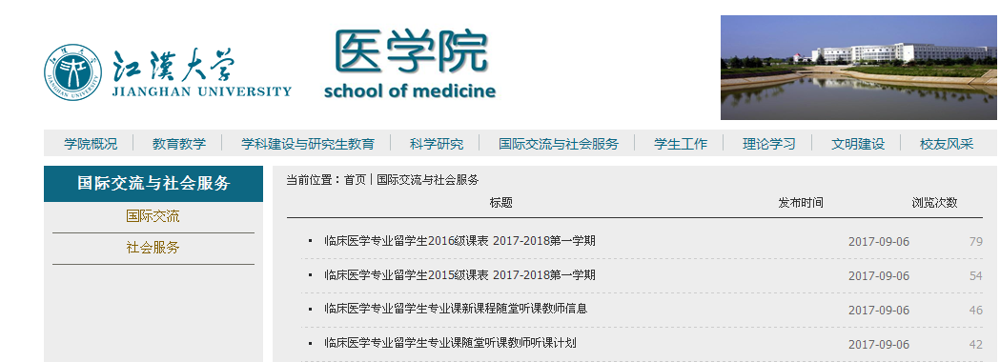 江汉大学
JIANGHAN UNIVERSITY
医学院
school of medicine
学院概况 教育教学 学科建设与研究生教育 科学研究 国际交流与社会服务 学生工作 理论学习 文明建设 校友风采
国际交流与社会服务
国际交流
社会服务
当前位置：首页 | 国际交流与社会服务
标题 发布时间 浏览次数
临床医学专业留学生2016级课表 2017-2018第一学期 2017-09-06 79
临床医学专业留学生2015级课表 2017-2018第一学期 2017-09-06 54
临床医学专业留学生专业课新课程随堂听课教师信息 2017-09-06 46
临床医学专业留学生专业课随堂听课教师听课计划 2017-09-06 42